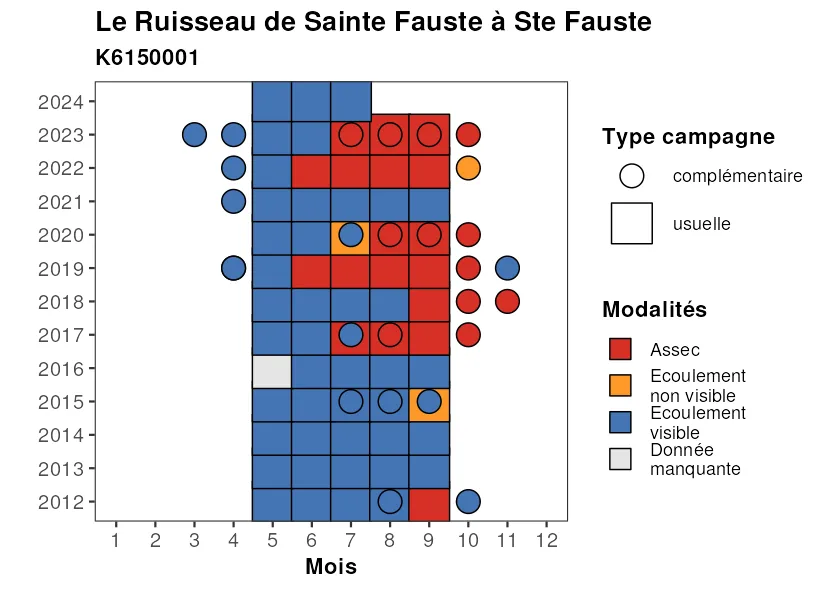 Le Ruisseau de Sainte Fauste à Ste Fauste
K6150001
2024
2023
2022
2021
2020
2019
2018
2017
2016
2015
2014
2013
2012
1 2 3 4 5 6 7 8 9 10 11 12
Mois
Type campagne
complémentaire
usuelle
Modalités
Assec
Ecoulement
non visible
Ecoulement
visible
Donnée
manquante